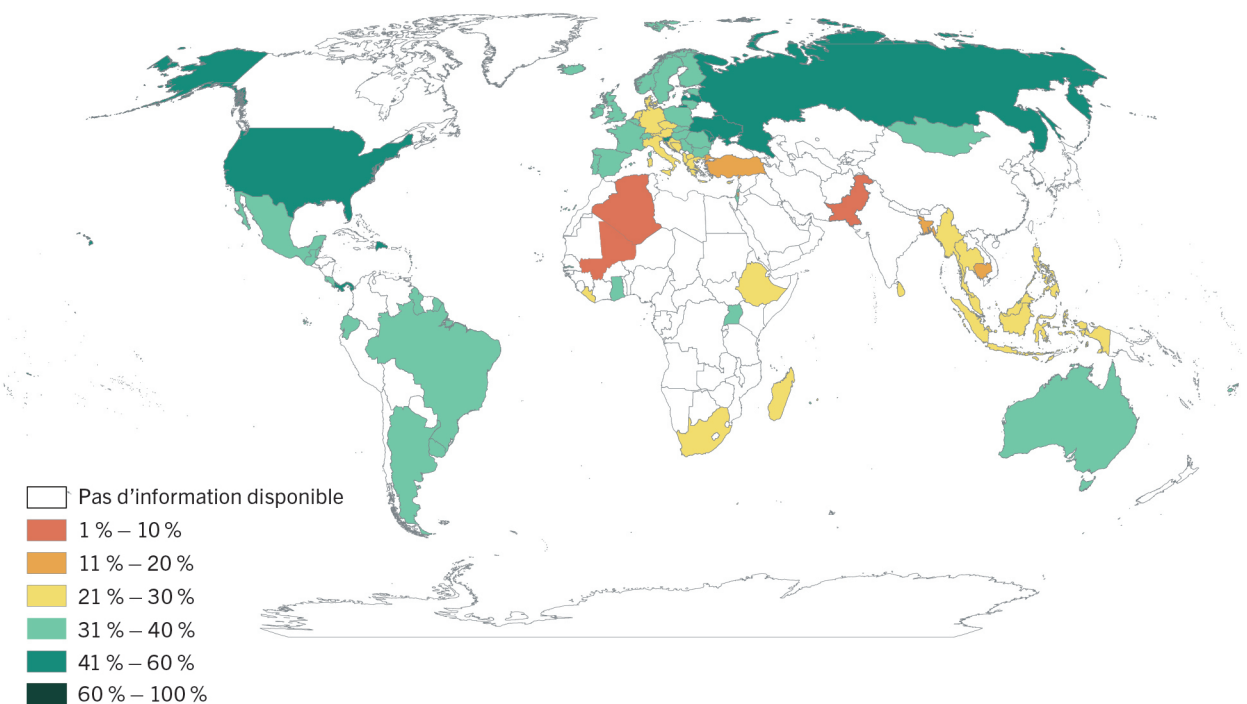 Pas d’information disponible
1 % – 10 %
11 % – 20 %
21 % – 30 %
31 % – 40 %
41 % – 60 %
60 % – 100 %